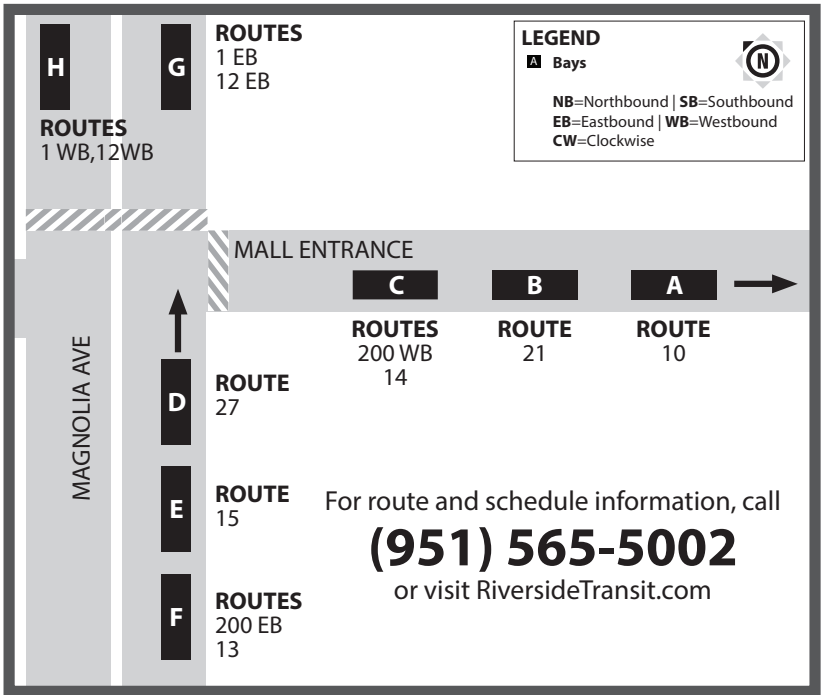 H
G
ROUTES
1 EB
12 EB
ROUTES
1 WB,12WB
LEGEND
A Bays
N
NB=Northbound | SB=Southbound
EB=Eastbound | WB=Westbound
CW=Clockwise
MALL ENTRANCE
C
B
A
ROUTES
200 WB
14
ROUTE
21
ROUTE
10
MAGNOLIA AVE
D
ROUTE
27
E
ROUTE
15
F
ROUTES
200 EB
13
For route and schedule information, call
(951) 565-5002
or visit RiversideTransit.com